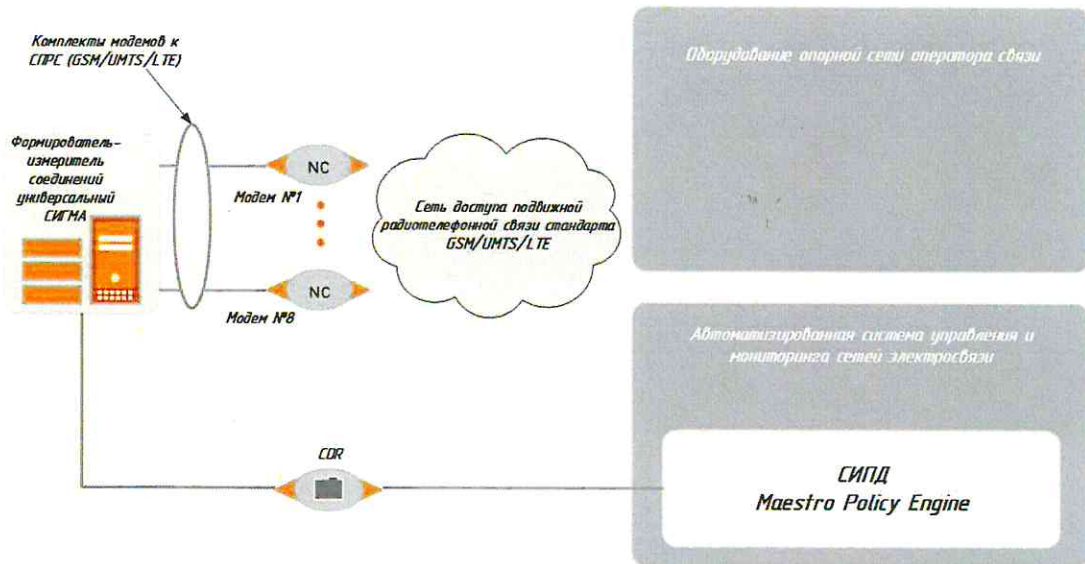 Комплекты модемов к
СПРС (GSM/UMTS/LTE)
Оборудование опорной сети оператора связи
Формирователь-
измеритель
соединений
универсальный
СИГМА
NC
Модем №1
Сеть доступа подвижной
радиотелефонной связи стандарта
GSM/UMTS/LTE
NC
Модем №8
Автоматизированная система управления и
мониторинга сетей электросвязи
CDR
СИПД
Maestro Policy Engine